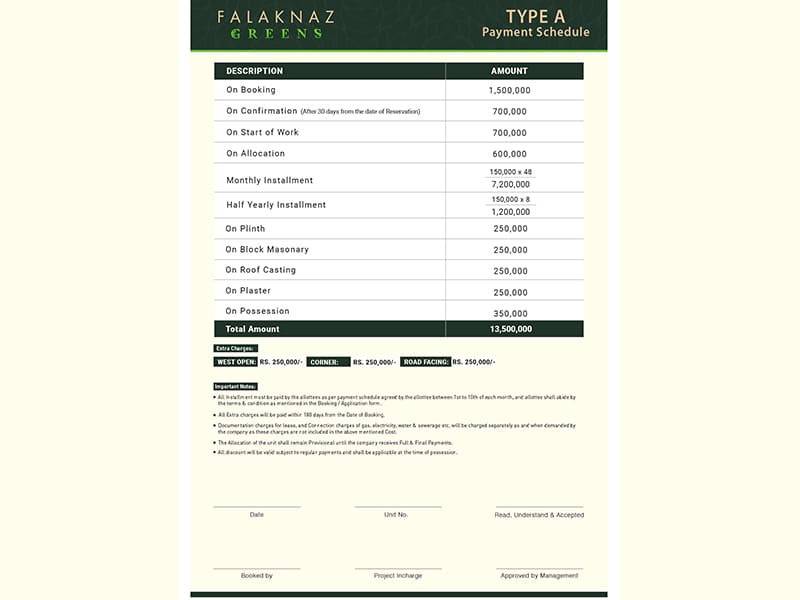 FALAKNAZ
GREENS
TYPE A
Payment Schedule
DESCRIPTION AMOUNT
On Booking 1,500,000
On Confirmation (After 30 days from the date of Reservation) 700,000
On Start of Work 700,000
On Allocation 600,000
Monthly Installment 150,000 x 48
7,200,000
Half Yearly Installment 150,000 x 8
1,200,000
On Plinth 250,000
On Block Masonary 250,000
On Roof Casting 250,000
On Plaster 250,000
On Possession 350,000
Total Amount 13,500,000
Extra Charges:
WEST OPEN: RS. 250,000/- CORNER: RS. 250,000/- ROAD FACING: RS. 250,000/-
Important Notes:
• All Installment must be paid by the allottees as per payment schedule agreed by the allottee between 1st to 10th of each month, and allottee shall abide by
the terms & condition as mentioned in the Booking / Application form.
• All Extra charges will be paid within 180 days from the Date of Booking.
• Documentation charges for lease, and Connection charges of gas, electricity, water & sewerage etc, will be charged separately as and when demanded by
the company as these charges are not included in the above mentioned Cost.
• The Allocation of the unit shall remain Provisional until the company receives Full & Final Payments.
• All discount will be valid subject to regular payments and shall be applicable at the time of possession.
Date Unit No. Read, Understand & Accepted
Booked by Project Incharge Approved by Management